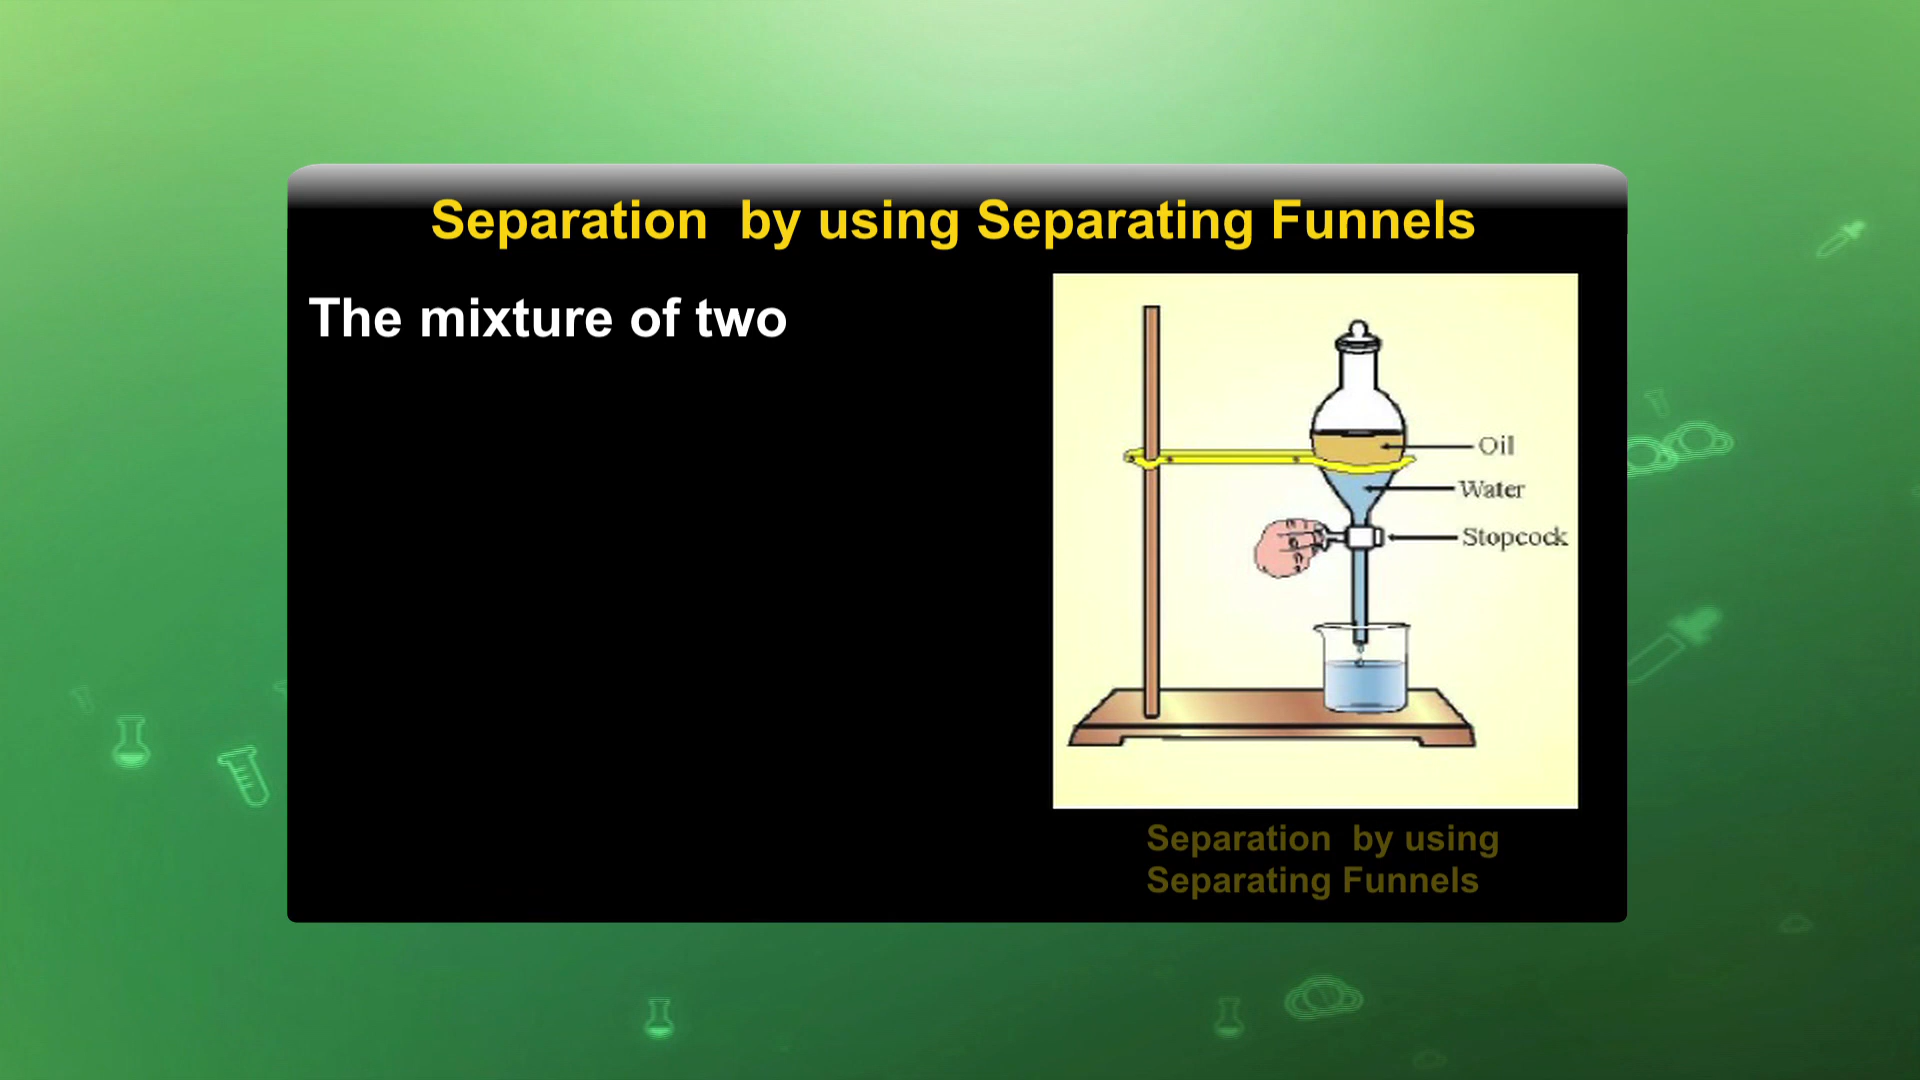 Separation by using Separating Funnels
The mixture of two
Oil
Water
Stopcock
Separation by using
Separating Funnels